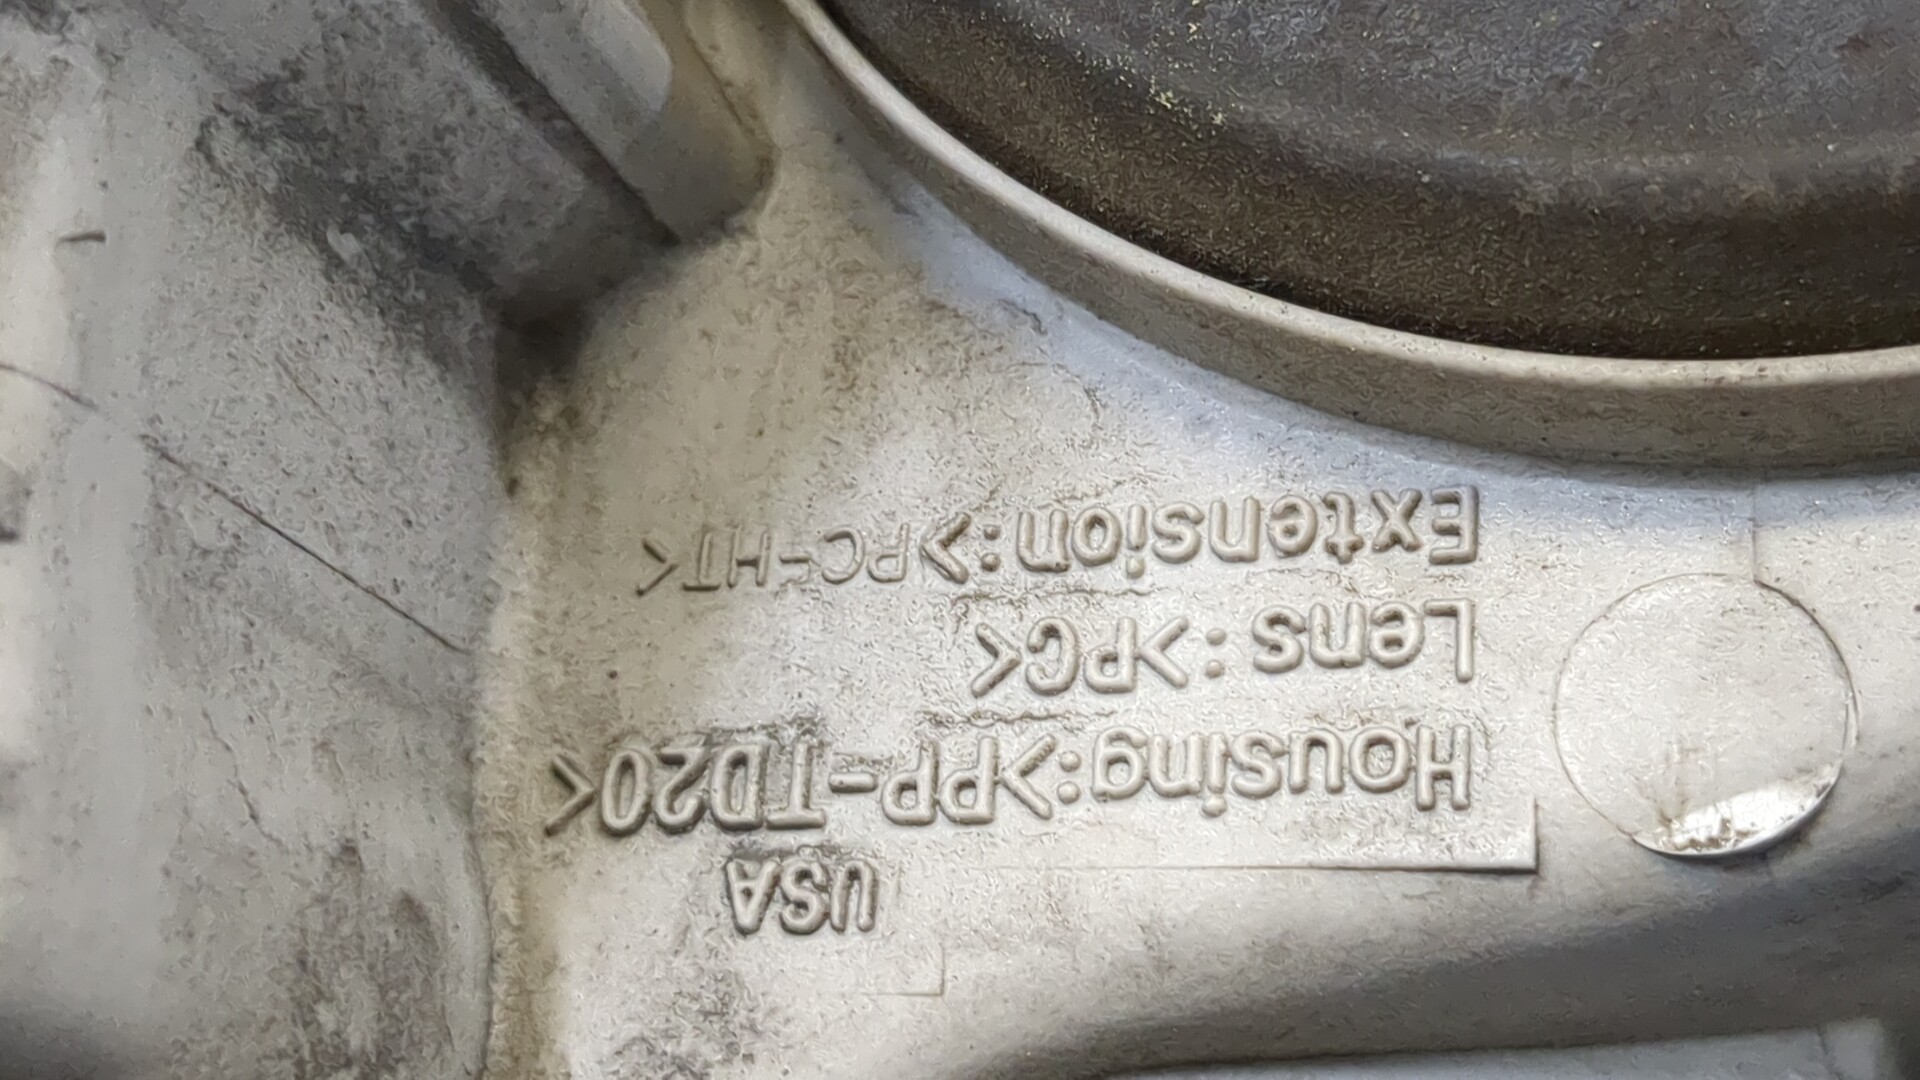 USA
Housing:>PP-TD20<
Lens :>PC<
Extension:>PC-HT<